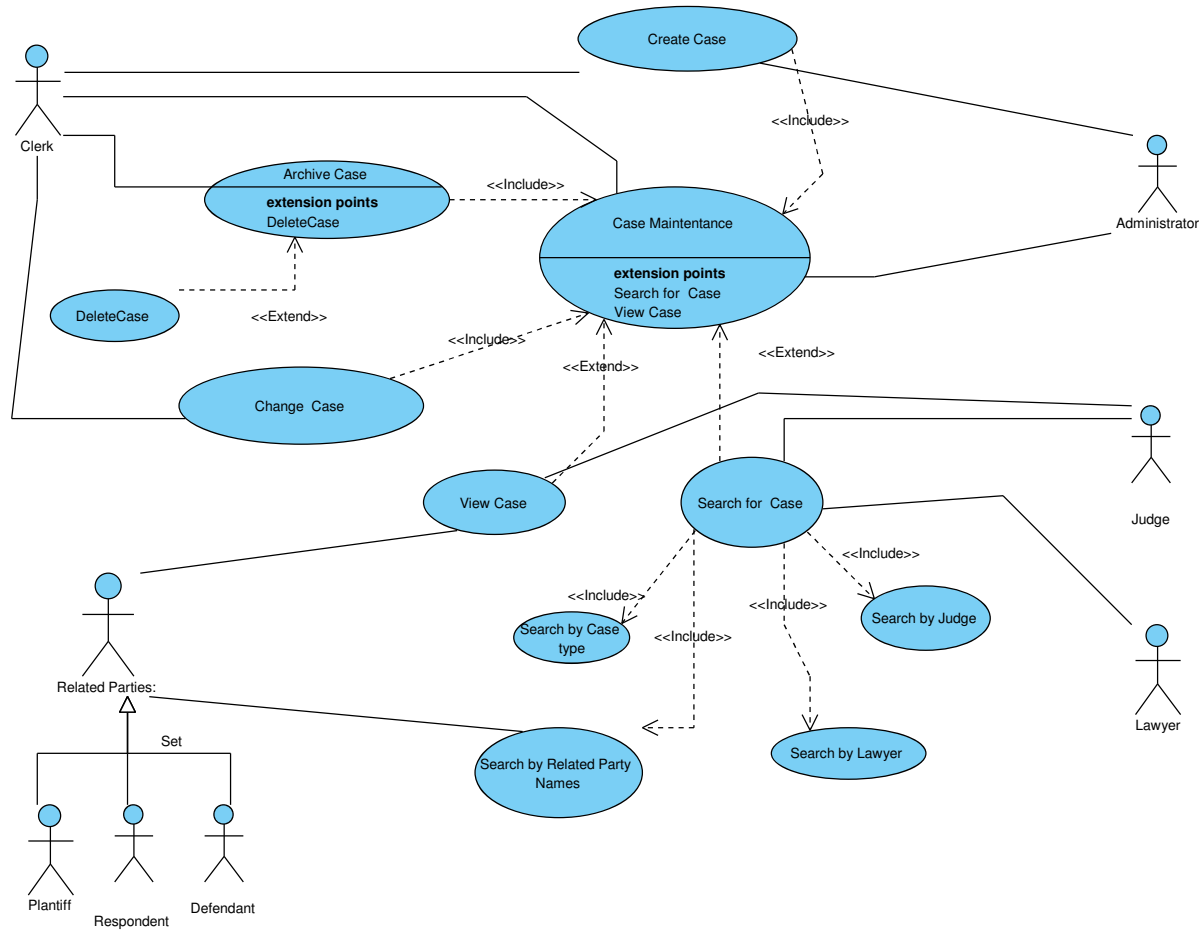 Create Case
<<Include>>
Clerk
Archive Case
extension points
DeleteCase
<<Include>>
Administrator
Case Maintentance
extension points
Search for  Case
View Case
DeleteCase
<<Extend>>
<<Include>>
<<Extend>>
<<Extend>>
Change  Case
View Case
Search for  Case
Judge
<<Include>>
<<Include>>
<<Include>>
<<Include>>
Search by Case
type
Search by Judge
Related Parties:
Lawyer
Set
Search by Related Party
Names
Search by Lawyer
Plantiff
Respondent
Defendant